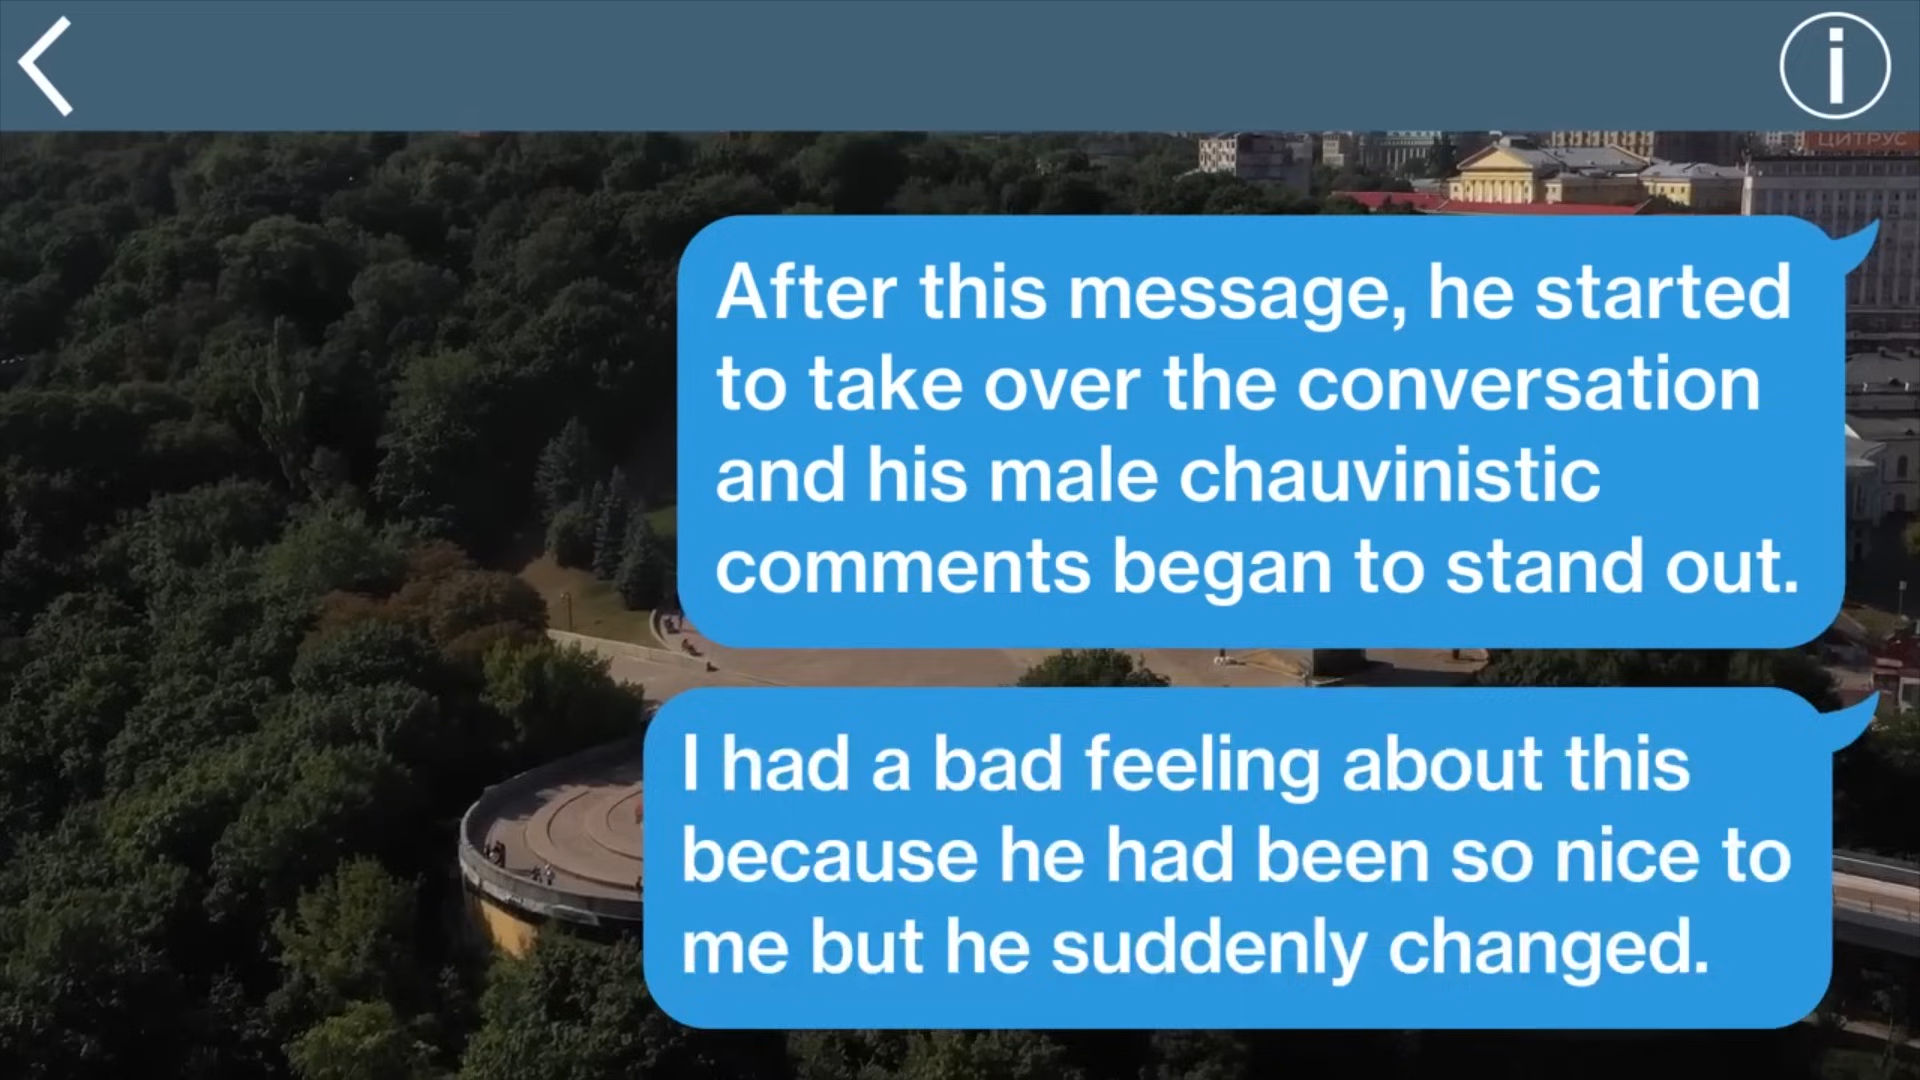 ЦИТРУС
After this message, he started
to take over the conversation
and his male chauvinistic
comments began to stand out.
I had a bad feeling about this
because he had been so nice to
me but he suddenly changed.